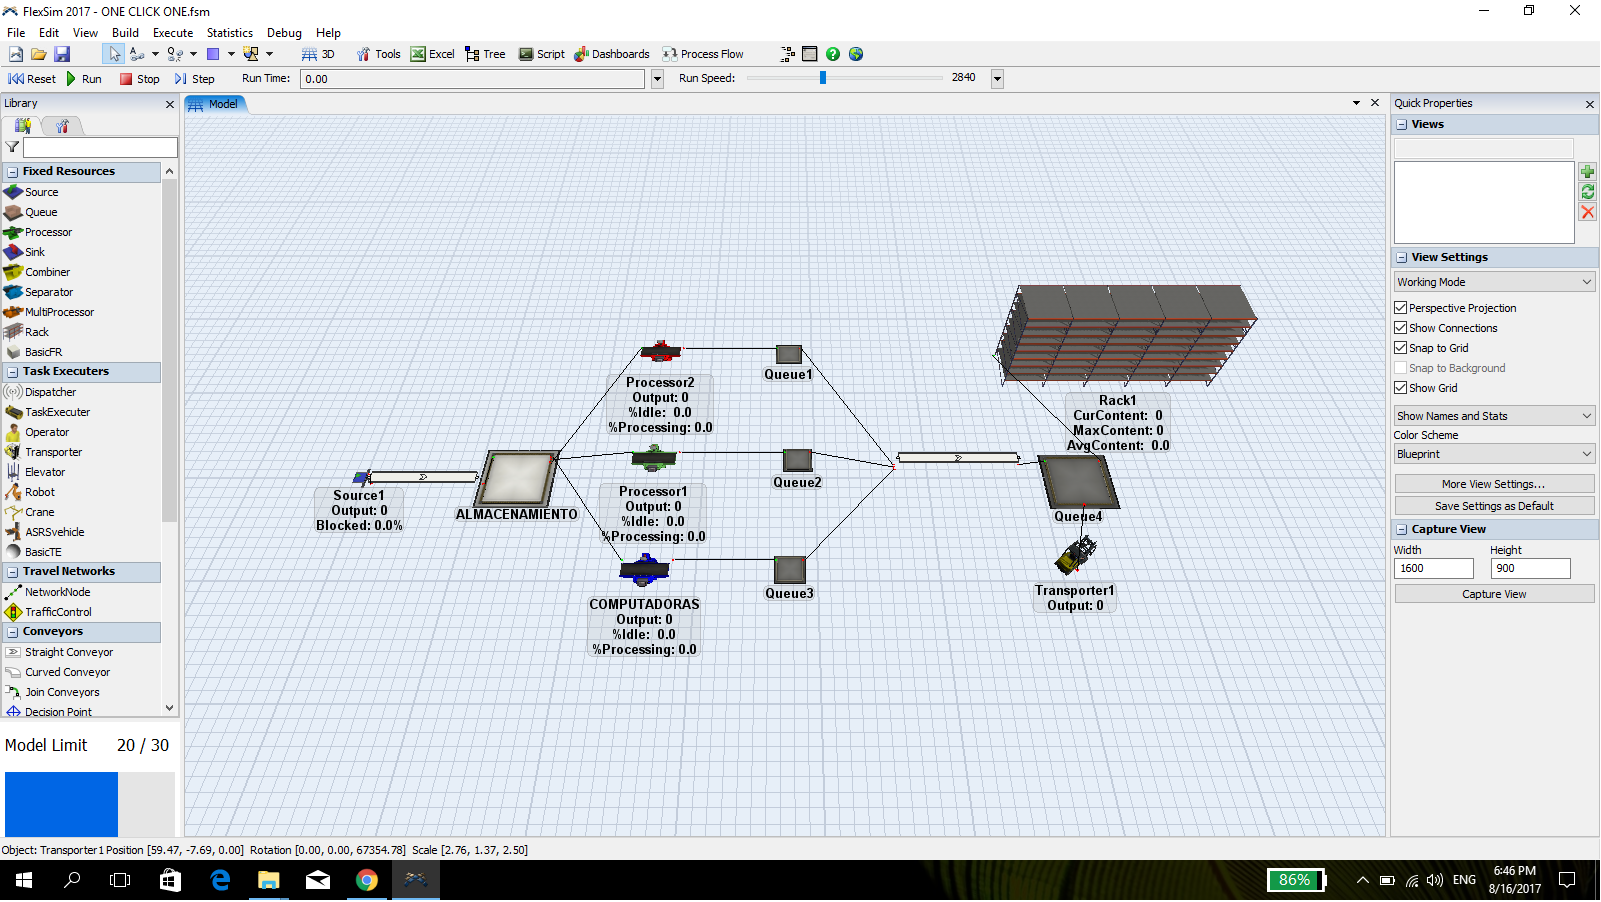 FlexSim 2017 - ONE CLICK ONE.fsm
File Edit View Build Execute Statistics Debug Help
3D Tools Excel Tree Script Dashboards Process Flow
Reset Run Stop Step Run Time: 0.00 Run Speed: 2840
Library
Fixed Resources
Source
Queue
Processor
Sink
Combiner
Separator
MultiProcessor
Rack
BasicFR
Task Executers
Dispatcher
TaskExecuter
Operator
Transporter
Elevator
Robot
Crane
ASRSvehicle
BasicTE
Travel Networks
NetworkNode
TrafficControl
Conveyors
Straight Conveyor
Curved Conveyor
Join Conveyors
Decision Point
Model Limit 20 / 30
Model
Source1
Output: 0
Blocked: 0.0%
ALMACENAMIENTO
Processor2
Output: 0
%Idle: 0.0
%Processing: 0.0
Processor1
Output: 0
%Idle: 0.0
%Processing: 0.0
COMPUTADORAS
Output: 0
%Idle: 0.0
%Processing: 0.0
Queue1
Queue2
Queue3
Rack1
CurContent: 0
MaxContent: 0
AvgContent: 0.0
Queue4
Transporter1
Output: 0
Quick Properties
Views
View Settings
Working Mode
Perspective Projection
Show Connections
Snap to Grid
Snap to Background
Show Grid
Show Names and Stats
Color Scheme
Blueprint
More View Settings...
Save Settings as Default
Capture View
Width Height
1600 900
Capture View
Object: Transporter1 Position [59.47, -7.69, 0.00] Rotation [0.00, 0.00, 67354.78] Scale [2.76, 1.37, 2.50]
86%
ENG
6:46 PM
8/16/2017